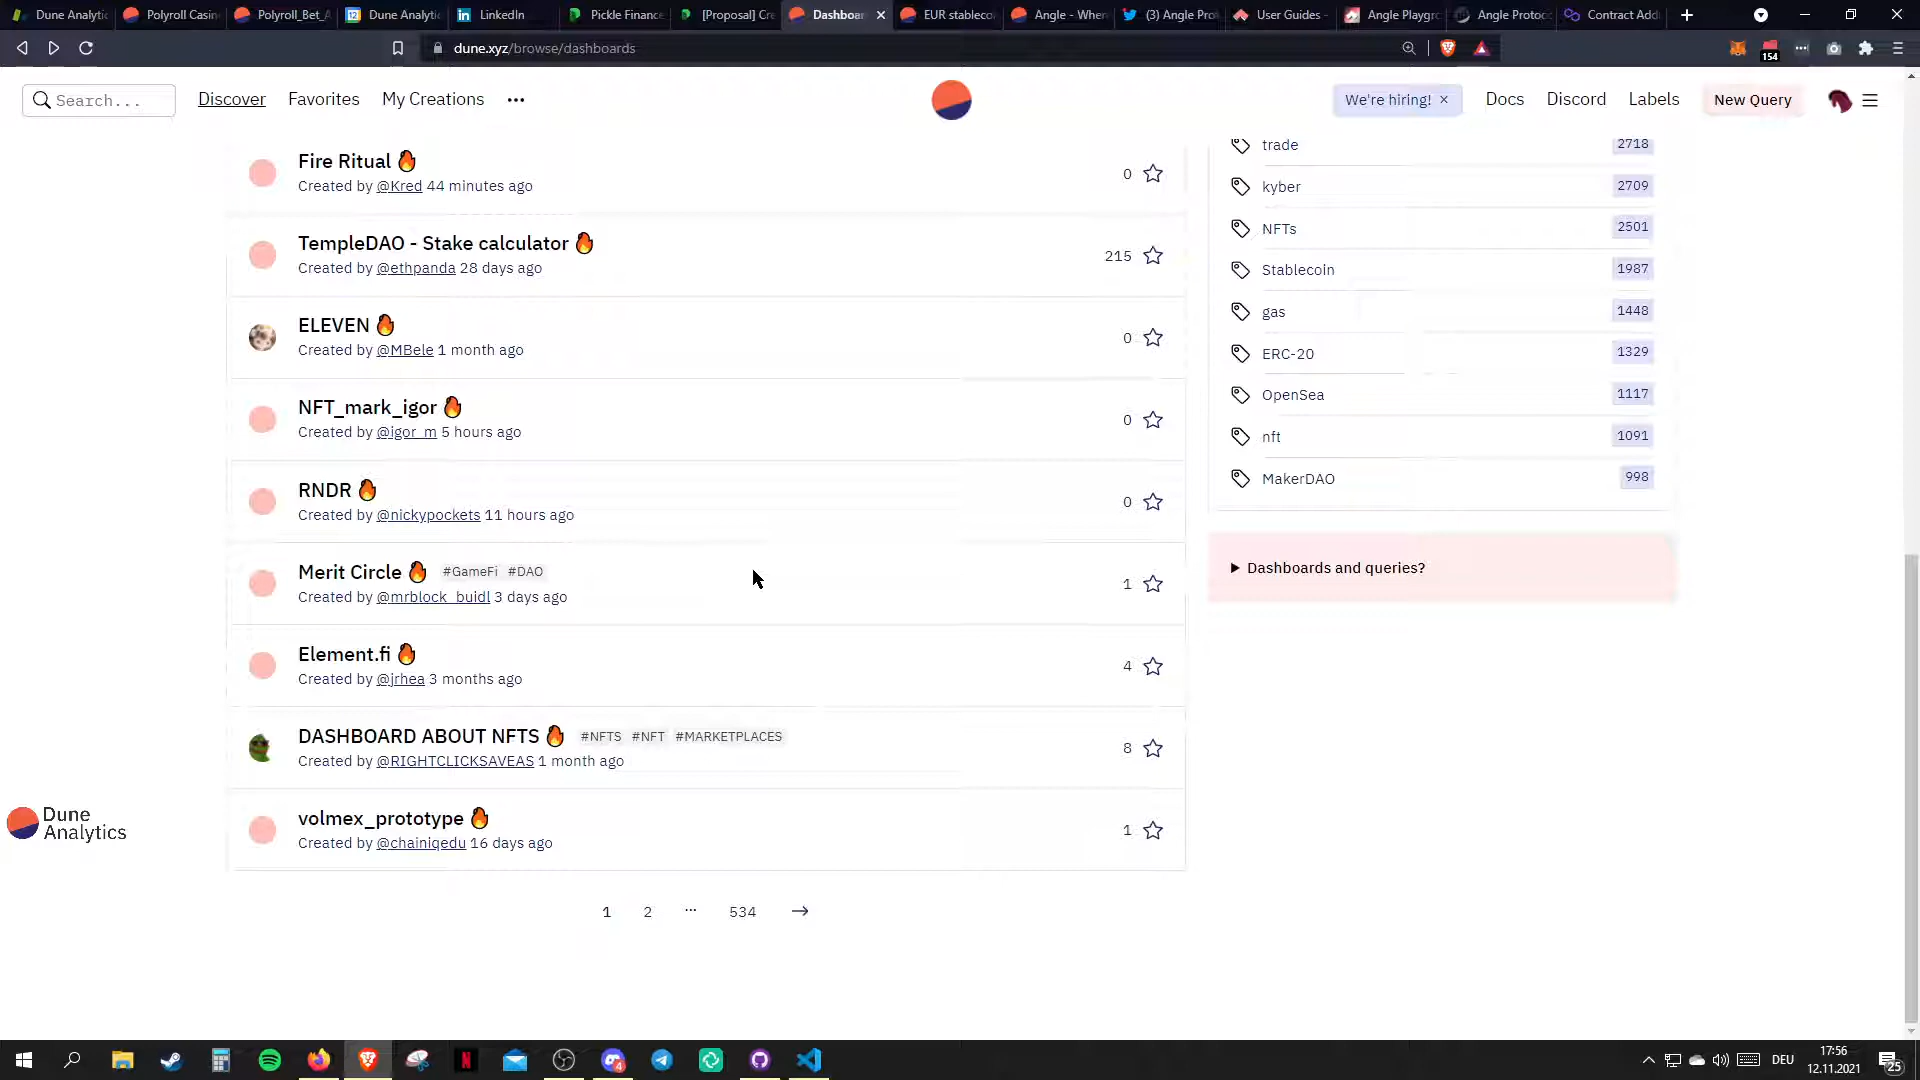 Dune Analytic
Polyroll Casin
Polyroll_Bet_A
Dune Analytic
LinkedIn
Pickle Finance
[Proposal] Cr
Dashboar
EUR stableco
Angle - When
(3) Angle Pro
User Guides -
Angle Playgr
Angle Protoc
Contract Add
dune.xyz/browse/dashboards
154
Search...
Discover
Favorites
My Creations
We're hiring! ×
Docs
Discord
Labels
New Query
Fire Ritual
Created by @Kred 44 minutes ago
0
TempleDAO - Stake calculator
Created by @ethpanda 28 days ago
215
ELEVEN
Created by @MBele 1 month ago
0
NFT_mark_igor
Created by @igor_m 5 hours ago
0
RNDR
Created by @nickypockets 11 hours ago
0
Merit Circle #GameFi #DAO
Created by @mrblock_buidl 3 days ago
1
Element.fi
Created by @jrhea 3 months ago
4
DASHBOARD ABOUT NFTS #NFTS #NFT #MARKETPLACES
Created by @RIGHTCLICKSAVEAS 1 month ago
8
volmex_prototype
Created by @chainiqedu 16 days ago
1
1 2 ... 534 →
trade 2718
kyber 2709
NFTs 2501
Stablecoin 1987
gas 1448
ERC-20 1329
OpenSea 1117
nft 1091
MakerDAO 998
Dashboards and queries?
Dune
Analytics
4
DEU
17:56
12.11.2021
25